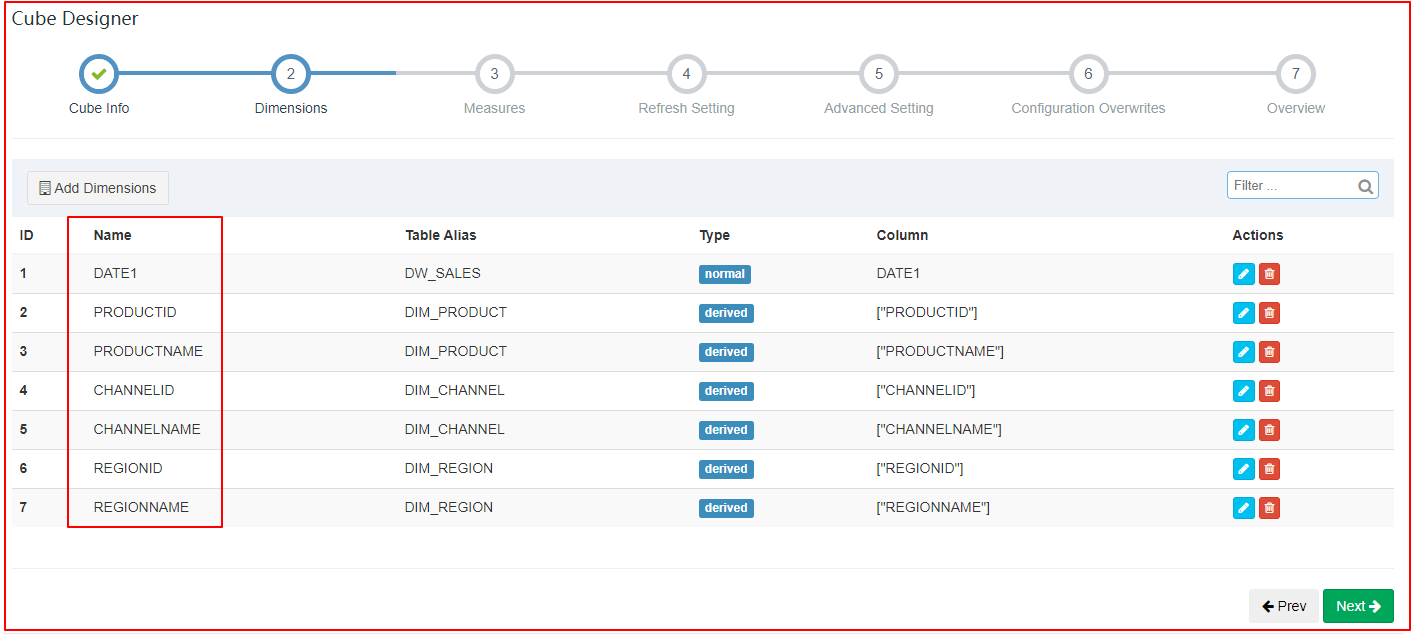 Cube Designer
2 3 4 5 6 7
Cube Info Dimensions Measures Refresh Setting Advanced Setting Configuration Overwrites Overview
Add Dimensions Filter ...
ID Name Table Alias Type Column Actions
1 DATE1 DW_SALES normal DATE1
2 PRODUCTID DIM_PRODUCT derived ["PRODUCTID"]
3 PRODUCTNAME DIM_PRODUCT derived ["PRODUCTNAME"]
4 CHANNELID DIM_CHANNEL derived ["CHANNELID"]
5 CHANNELNAME DIM_CHANNEL derived ["CHANNELNAME"]
6 REGIONID DIM_REGION derived ["REGIONID"]
7 REGIONNAME DIM_REGION derived ["REGIONNAME"]
Prev Next